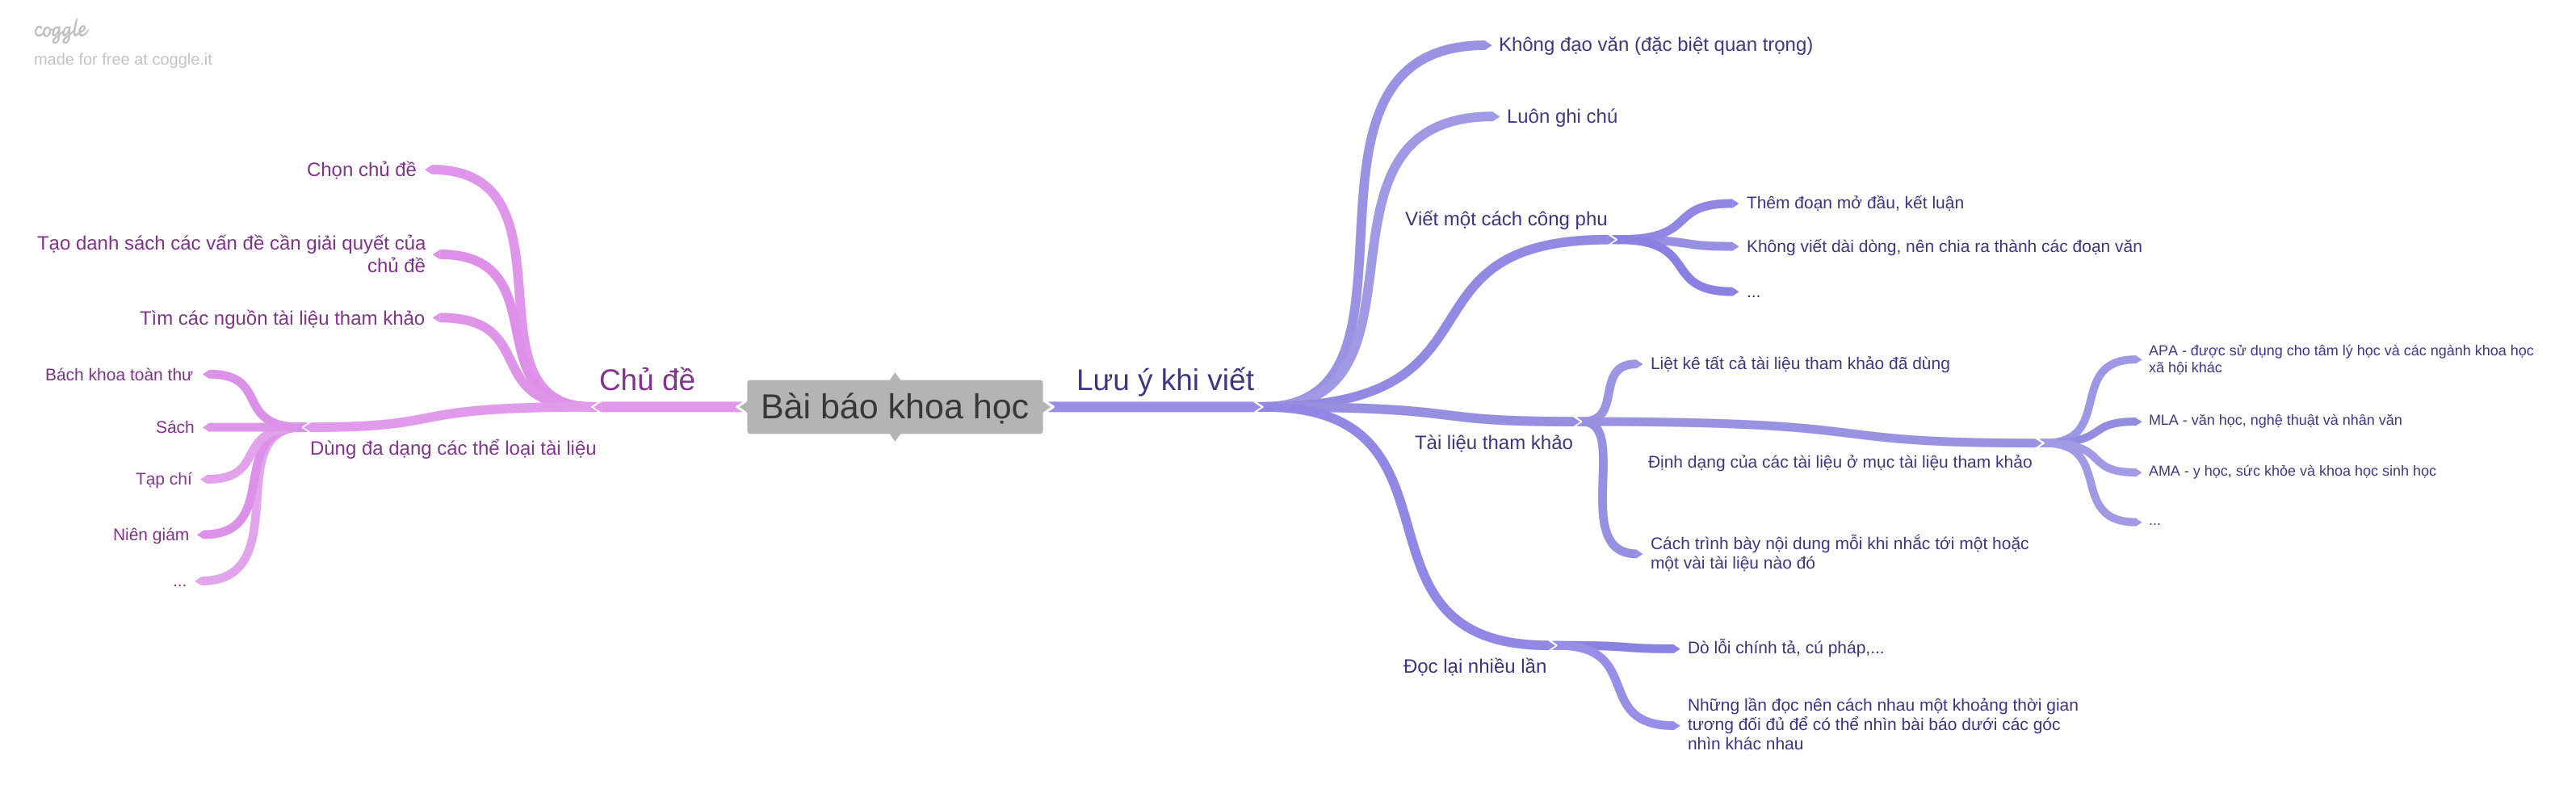 coggle
made for free at coggle.it
Bài báo khoa học
Chủ đề
Chọn chủ đề
Tạo danh sách các vấn đề cần giải quyết của
chủ đề
Tìm các nguồn tài liệu tham khảo
Dùng đa dạng các thể loại tài liệu
Bách khoa toàn thư
Sách
Tạp chí
Niên giám
...
Lưu ý khi viết
Không đạo văn (đặc biệt quan trọng)
Luôn ghi chú
Viết một cách công phu
Thêm đoạn mở đầu, kết luận
Không viết dài dòng, nên chia ra thành các đoạn văn
...
Tài liệu tham khảo
Liệt kê tất cả tài liệu tham khảo đã dùng
Định dạng của các tài liệu ở mục tài liệu tham khảo
APA - được sử dụng cho tâm lý học và các ngành khoa học
xã hội khác
MLA - văn học, nghệ thuật và nhân văn
AMA - y học, sức khỏe và khoa học sinh học
...
Cách trình bày nội dung mỗi khi nhắc tới một hoặc
một vài tài liệu nào đó
Đọc lại nhiều lần
Dò lỗi chính tả, cú pháp,...
Những lần đọc nên cách nhau một khoảng thời gian
tương đối đủ để có thể nhìn bài báo dưới các góc
nhìn khác nhau